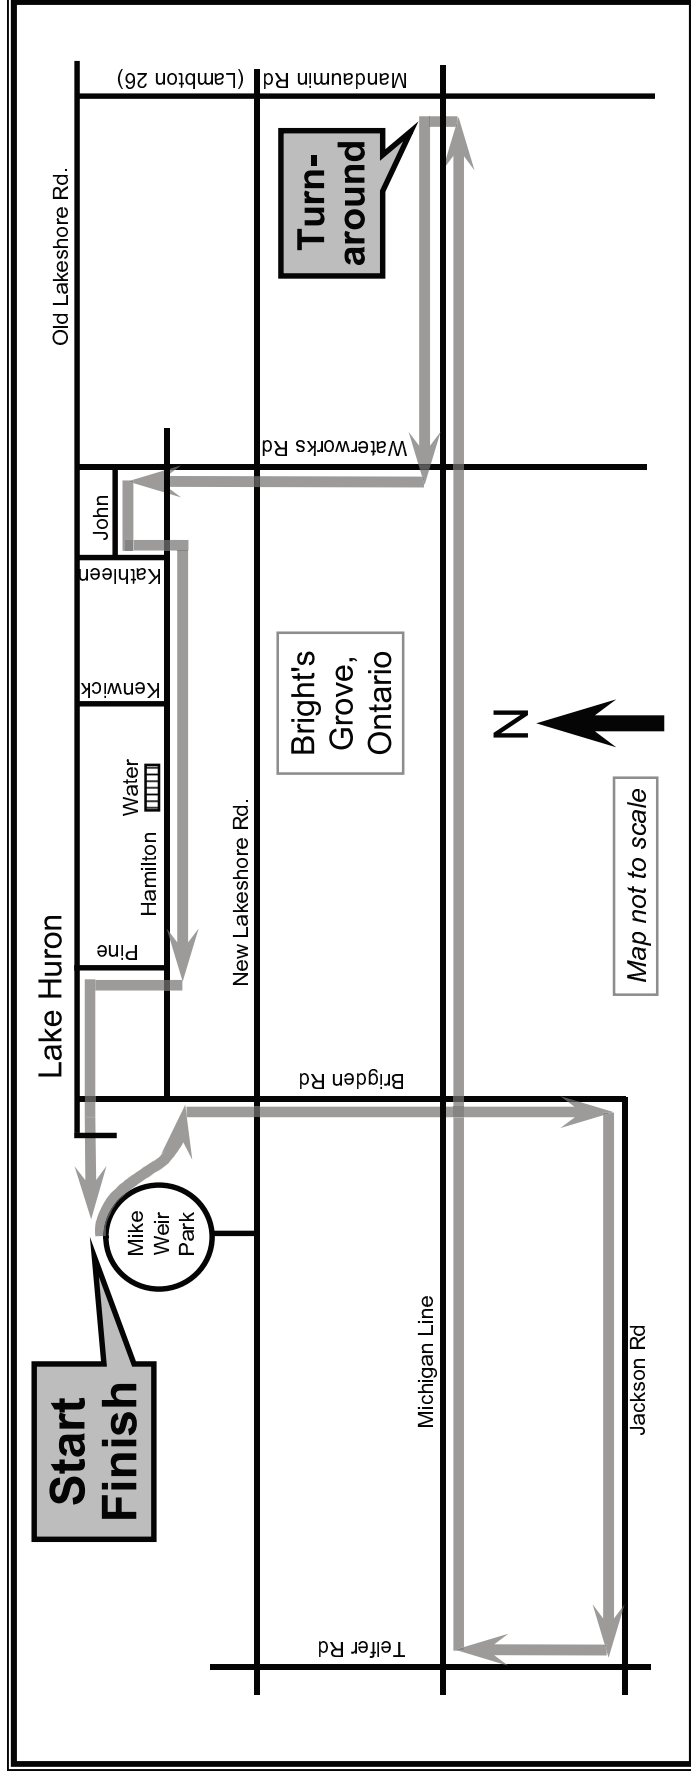 Mandaumin Rd (Lambton 26)
Old Lakeshore Rd.
Turn-
around
Waterworks Rd
John
Kathleen
Kenwick
Bright's
Grove,
Ontario
N
Water
Hamilton
New Lakeshore Rd.
Map not to scale
Pine
Lake Huron
Brigden Rd
Mike
Weir
Park
Michigan Line
Jackson Rd
Start
Finish
Telfer Rd